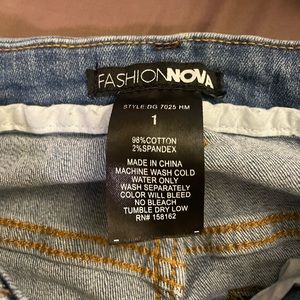 FASHIONNOVA
STYLE:DG 7025 HM
1
98%COTTON
2%SPANDEX
MADE IN CHINA
MACHINE WASH COLD
WATER ONLY
WASH SEPARATELY
COLOR WILL BLEED
NO BLEACH
TUMBLE DRY LOW
RN# 158162